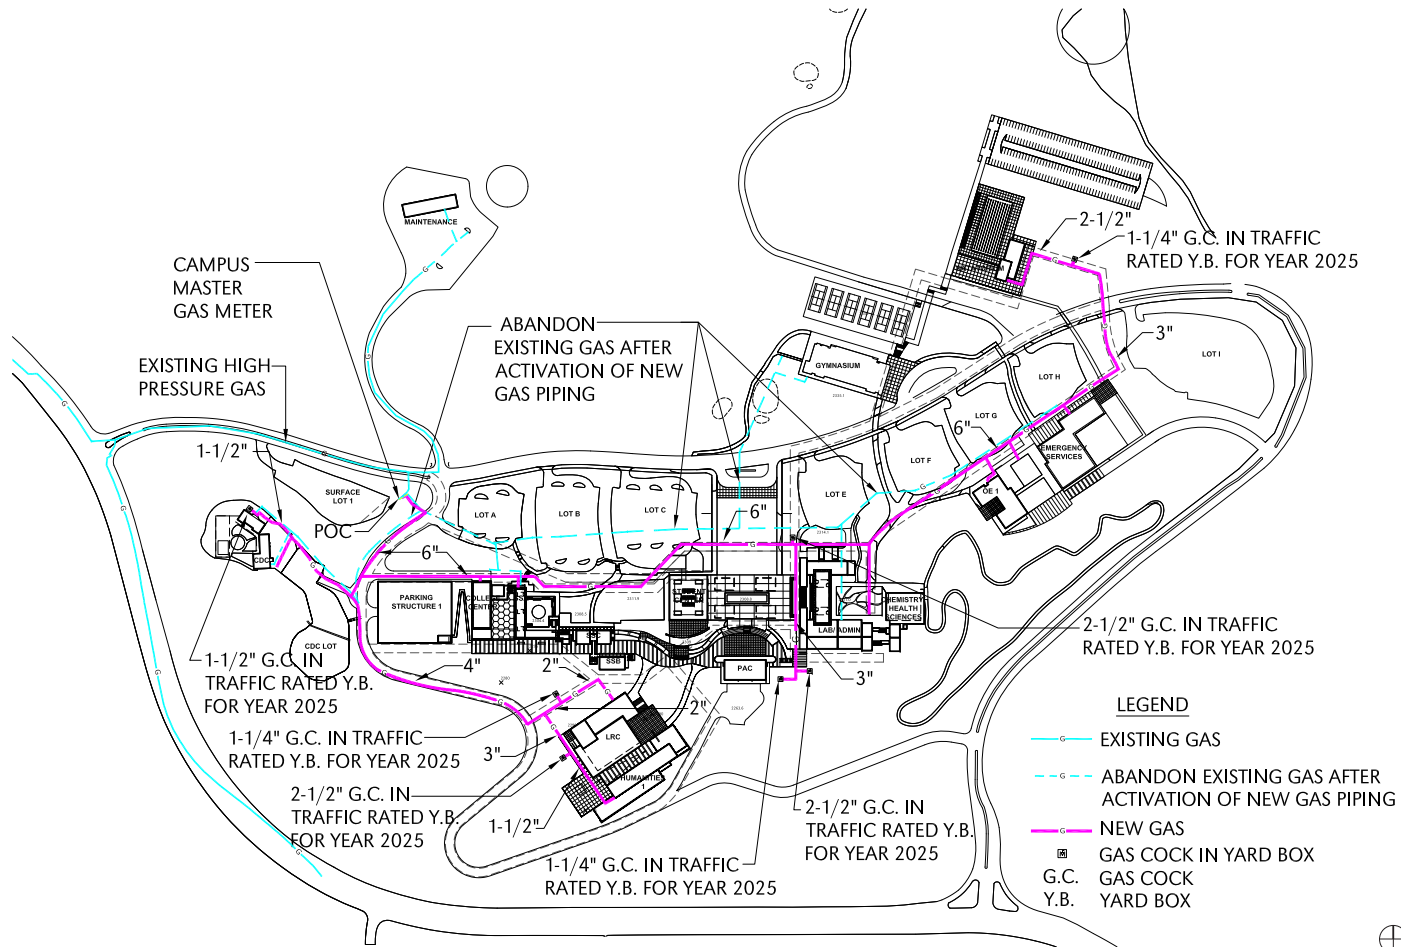 MAINTENANCE
CAMPUS
MASTER
GAS METER
EXISTING HIGH
PRESSURE GAS
ABANDON
EXISTING GAS AFTER
ACTIVATION OF NEW
GAS PIPING
2-1/2"
1-1/4" G.C. IN TRAFFIC
RATED Y.B. FOR YEAR 2025
3"
LOT I
GYMNASIUM
LOT H
LOT G
6"
EMERGENCY
SERVICES
LOT F
OE 1
LOT E
1-1/2"
SURFACE
LOT 1
POC
LOT A
LOT B
LOT C
6"
6"
CDC
PARKING
STRUCTURE 1
CHEMISTRY
HEALTH
SCIENCES
LAB/ADMIN
2-1/2" G.C. IN TRAFFIC
RATED Y.B. FOR YEAR 2025
CDC LOT
SSB
PAC
1-1/2" G.C. IN
TRAFFIC RATED Y.B.
FOR YEAR 2025
4"
2"
2"
3"
LRC
HUMANITIES
1
1-1/4" G.C. IN TRAFFIC
RATED Y.B. FOR YEAR 2025
3"
2-1/2" G.C. IN
TRAFFIC RATED Y.B.
FOR YEAR 2025
1-1/2"
1-1/4" G.C. IN TRAFFIC
RATED Y.B. FOR YEAR 2025
2-1/2" G.C. IN
TRAFFIC RATED Y.B.
FOR YEAR 2025
LEGEND
G EXISTING GAS
G ABANDON EXISTING GAS AFTER
ACTIVATION OF NEW GAS PIPING
G NEW GAS
GAS COCK IN YARD BOX
G.C. GAS COCK
Y.B. YARD BOX